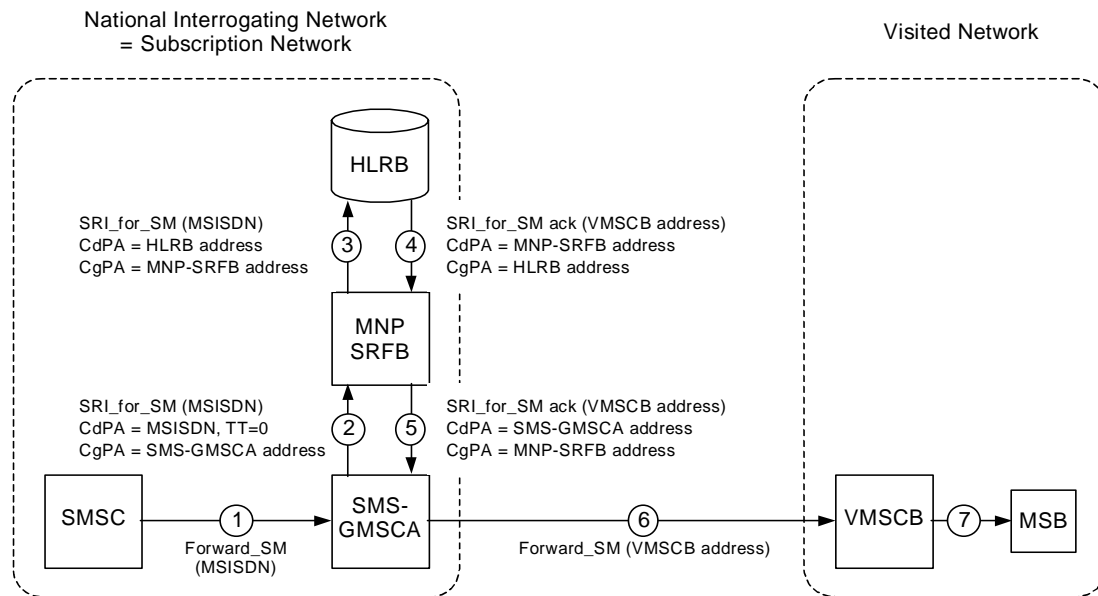 National Interrogating Network
= Subscription Network
Visited Network
HLRB
SRI_for_SM (MSISDN)
CdPA = HLRB address
CgPA = MNP-SRFB address
3
4
SRI_for_SM ack (VMSCB address)
CdPA = MNP-SRFB address
CgPA = HLRB address
MNP
SRFB
SRI_for_SM (MSISDN)
CdPA = MSISDN, TT=0
CgPA = SMS-GMSCA address
2
5
SRI_for_SM ack (VMSCB address)
CdPA = SMS-GMSCA address
CgPA = MNP-SRFB address
SMSC
1
Forward_SM
(MSISDN)
SMS-
GMSCA
6
Forward_SM (VMSCB address)
VMSCB
7
MSB